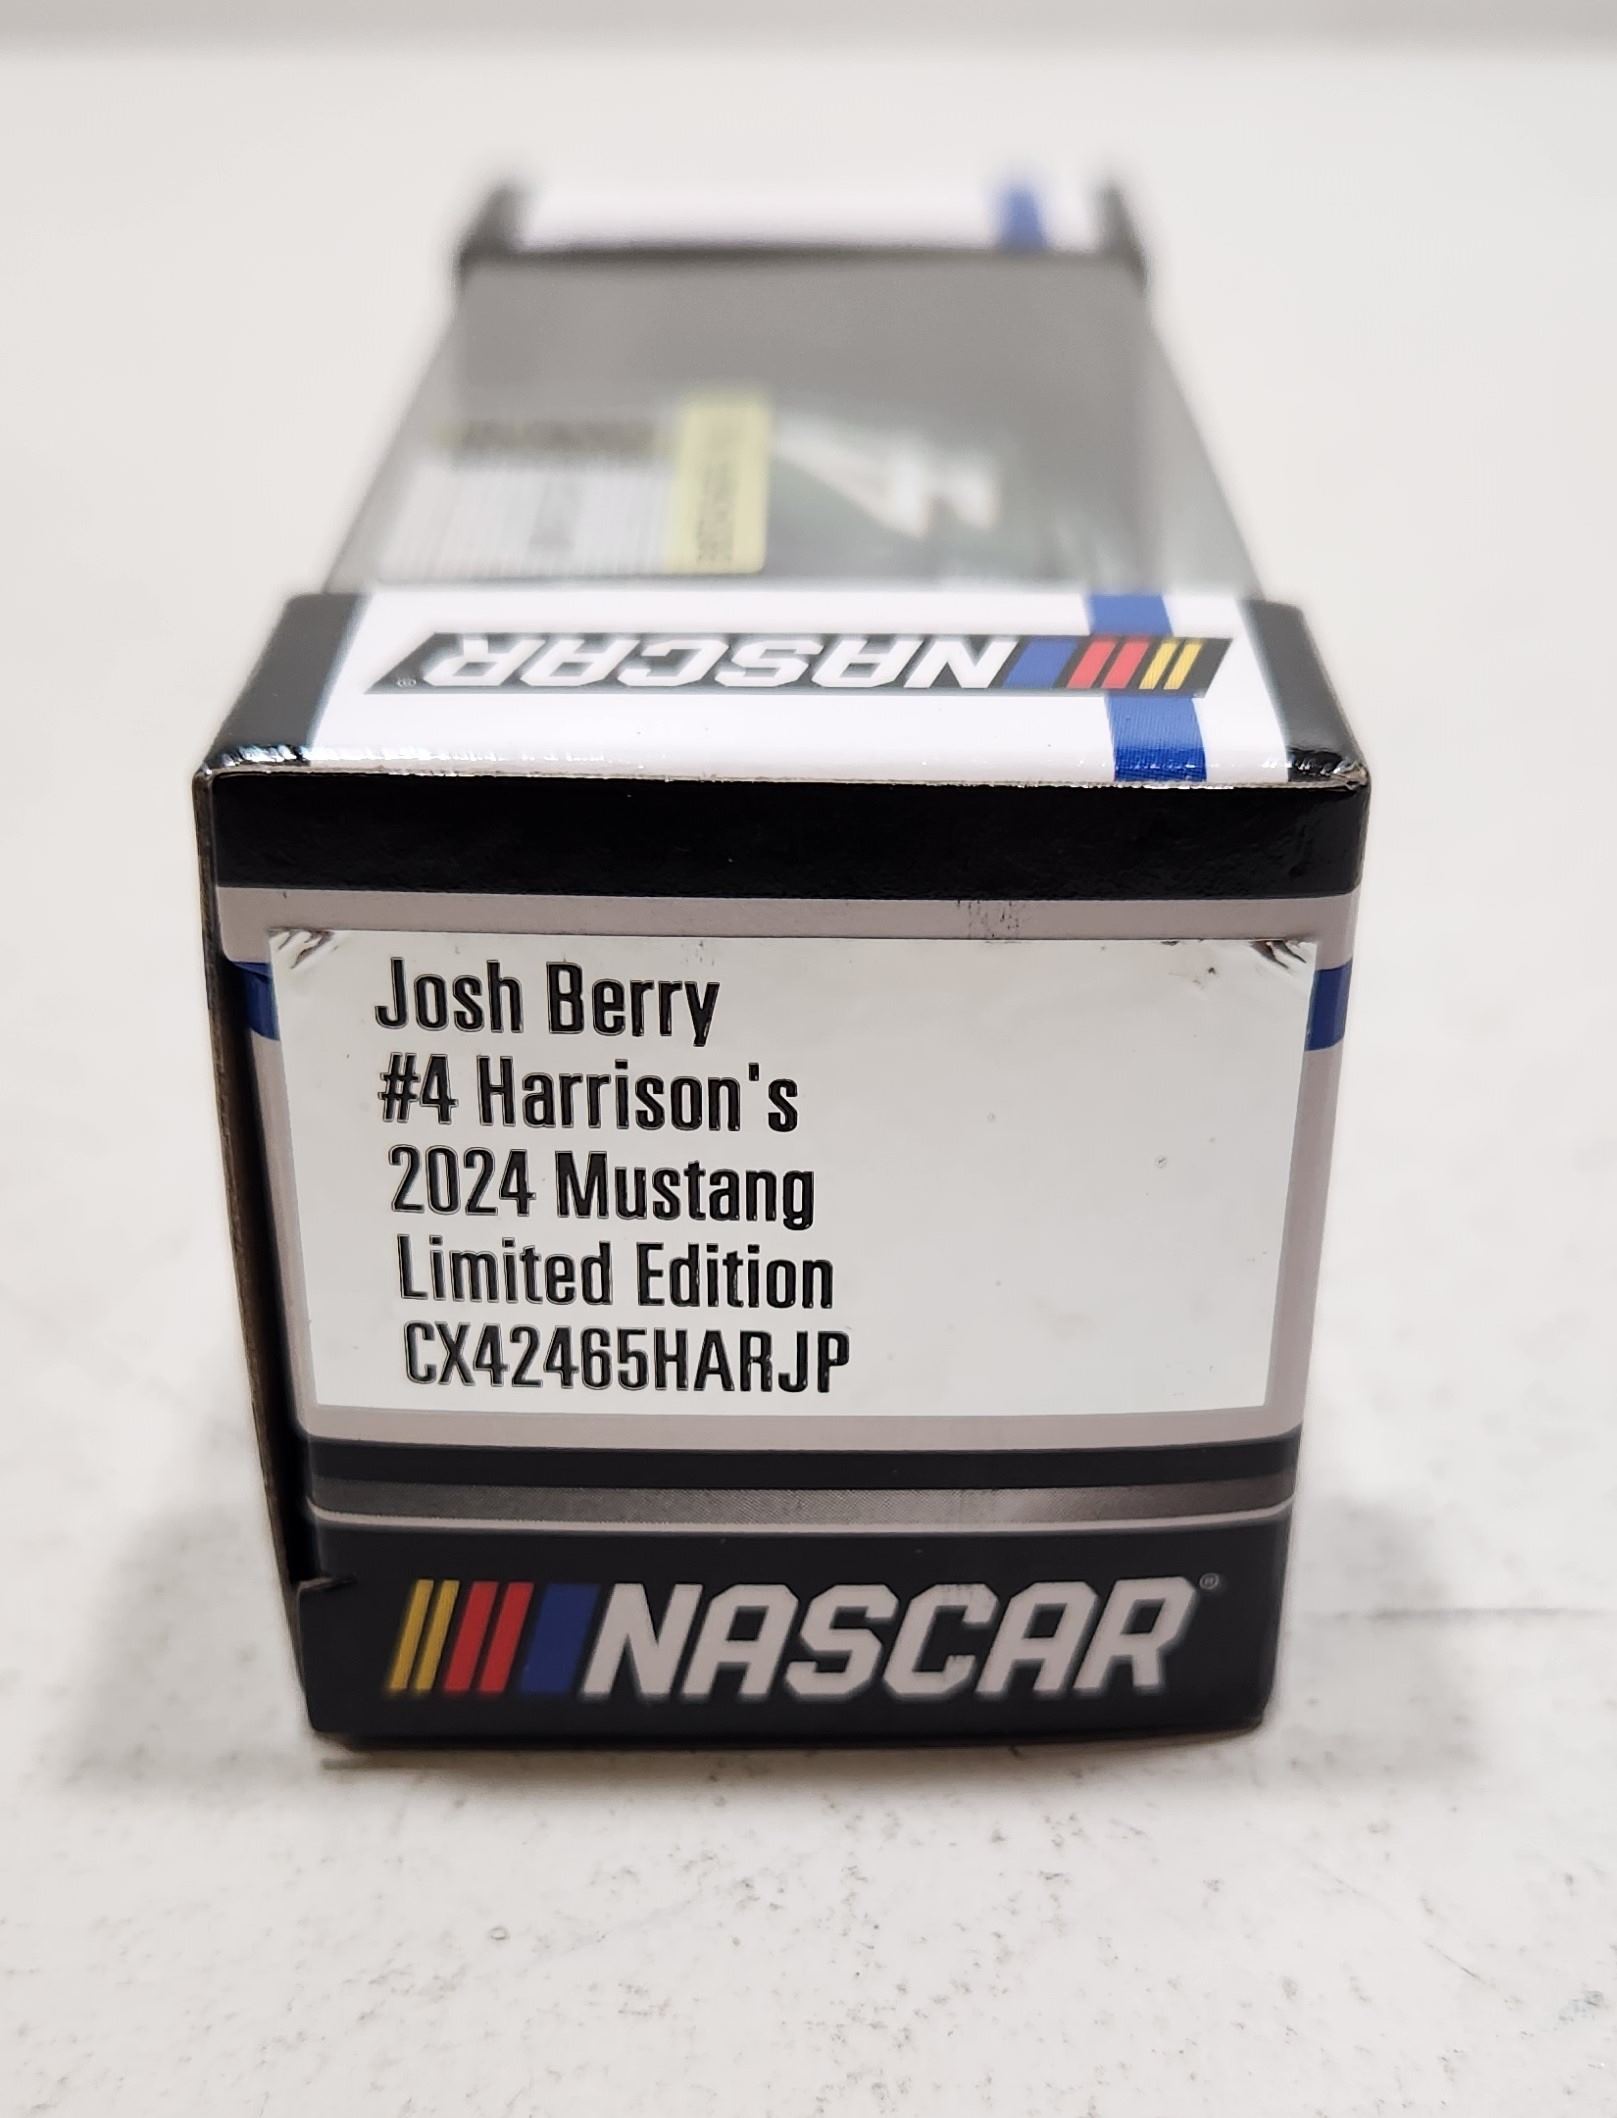 NASCAR®
Josh Berry
#4 Harrison's
2024 Mustang
Limited Edition
CX42465HARJP
NASCAR®